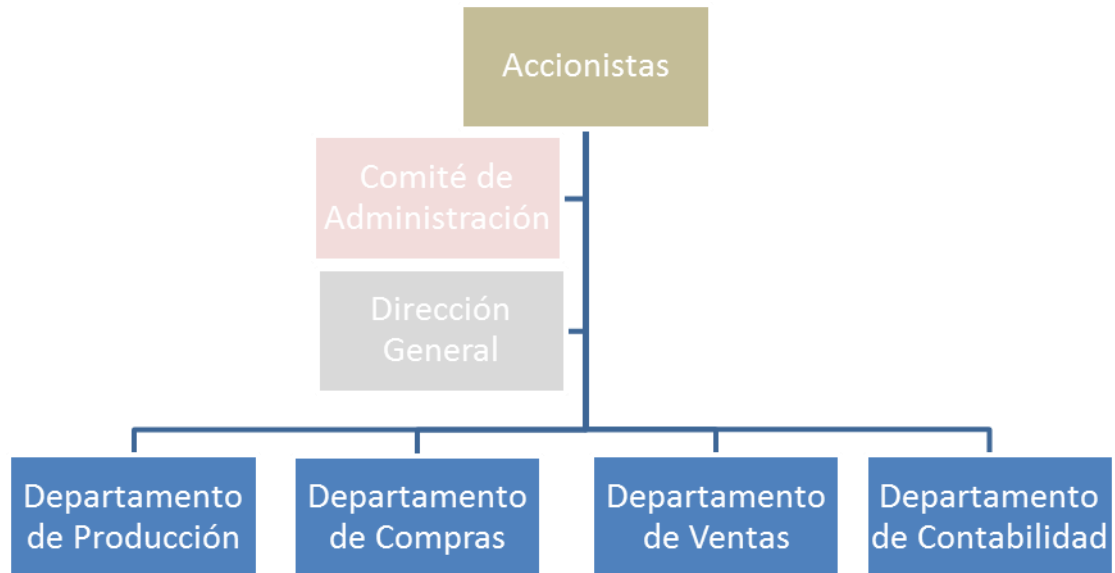 Accionistas
Comité de
Administración
Dirección
General
Departamento
de Producción
Departamento
de Compras
Departamento
de Ventas
Departamento
de Contabilidad